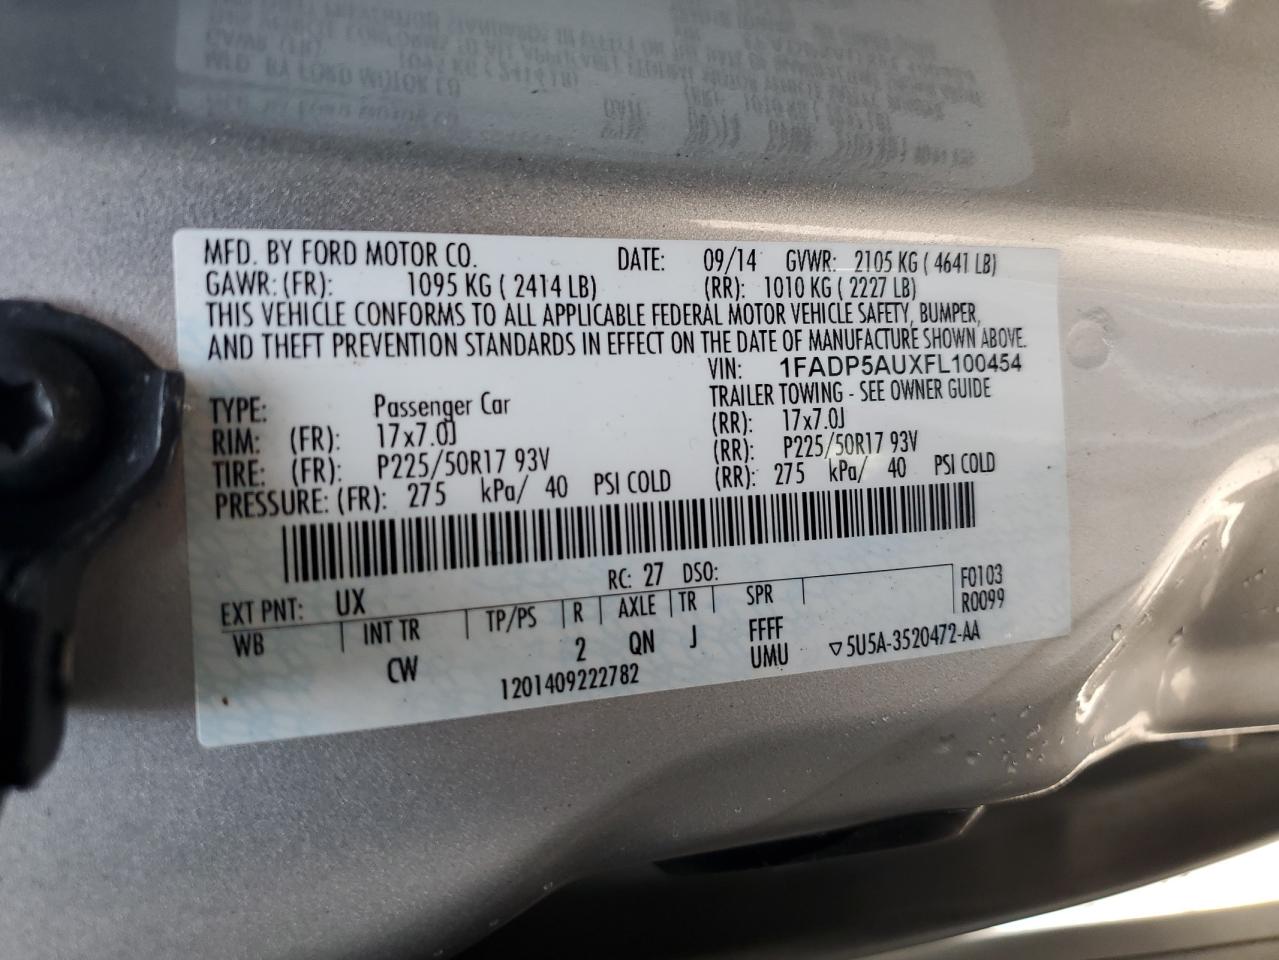 MFD. BY FORD MOTOR CO. DATE: 09/14 GVWR: 2105 KG ( 4641 LB)
GAWR: (FR): 1095 KG ( 2414 LB) (RR): 1010 KG ( 2227 LB)
THIS VEHICLE CONFORMS TO ALL APPLICABLE FEDERAL MOTOR VEHICLE SAFETY, BUMPER,
AND THEFT PREVENTION STANDARDS IN EFFECT ON THE DATE OF MANUFACTURE SHOWN ABOVE.
VIN: 1FADP5AUXFL100454
TYPE: Passenger Car TRAILER TOWING - SEE OWNER GUIDE
RIM: (FR): 17x7.0J (RR): 17x7.0J
TIRE: (FR): P225/50R17 93V (RR): P225/50R17 93V
PRESSURE: (FR): 275 kPa/ 40 PSI COLD (RR): 275 kPa/ 40 PSI COLD
RC: 27 DSO:
EXT PNT: UX F0103
WB INT TR TP/PS R AXLE TR SPR R0099
CW 2 QN J FFFF
UMU ▽5U5A-3520472-AA
1201409222782